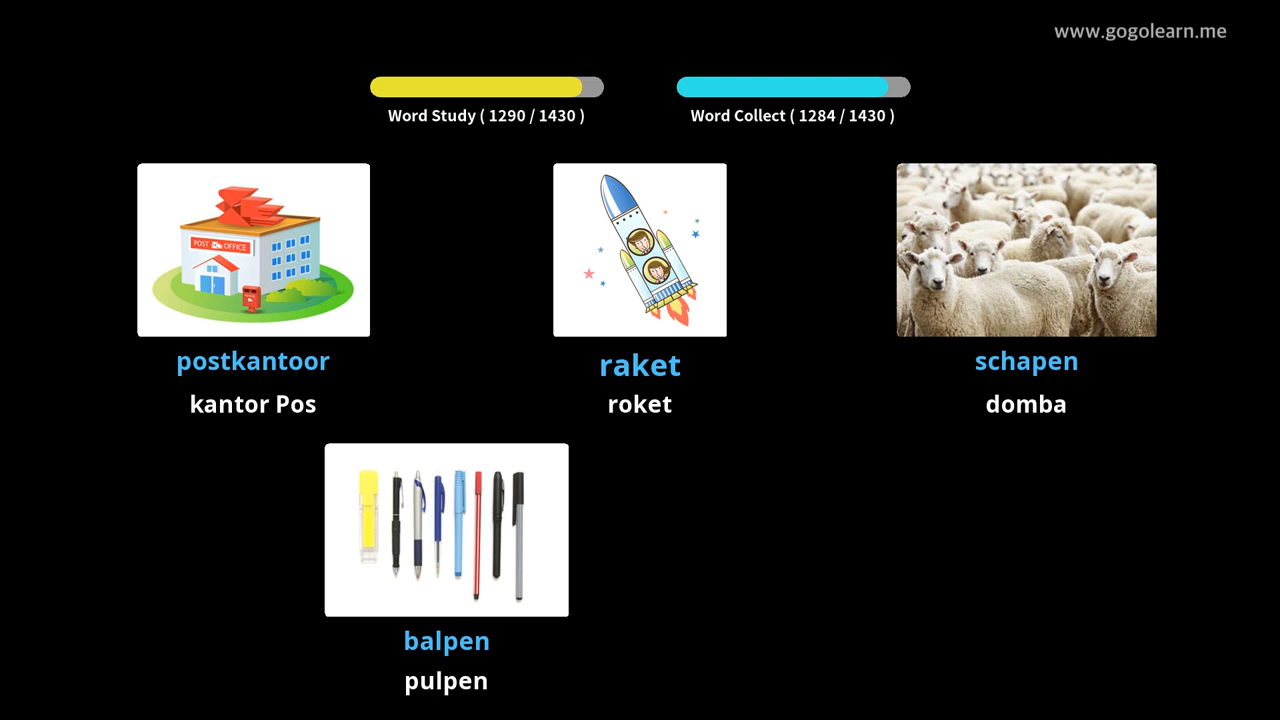 www.gogolearn.me
Word Study ( 1290 / 1430 )
Word Collect ( 1284 / 1430 )
POST OFFICE
postkantoor
raket
schapen
kantor Pos
roket
domba
balpen
pulpen